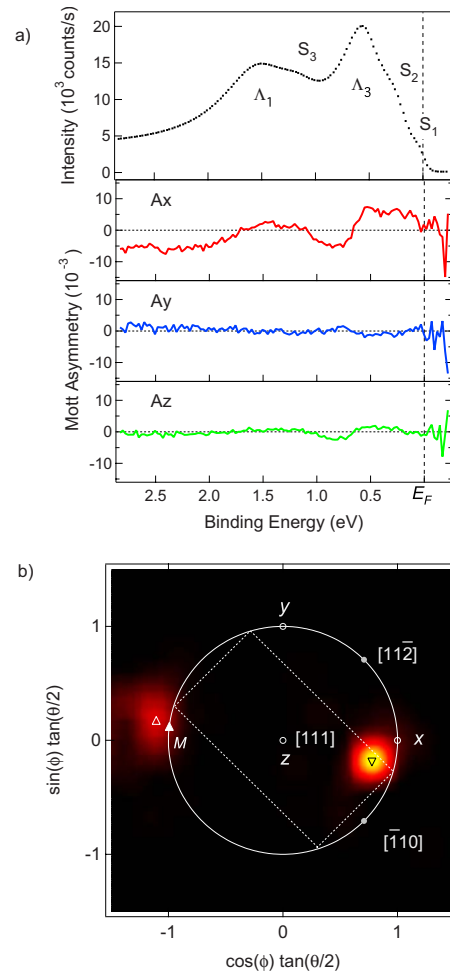 a)
Intensity (10³ counts/s)
20
15
10
5
0
Λ₁
S₃
Λ₃
S₂
S₁
Mott Asymmetry (10⁻³)
Ax
10
0
-10
Ay
10
0
-10
Az
10
0
-10
2.5 2.0 1.5 1.0 0.5 E_F
Binding Energy (eV)
b)
sin(ϕ) tan(θ/2)
1
0
-1
y
[112̄]
M
[111]
z
x
[1̄10]
-1 0 1
cos(ϕ) tan(θ/2)